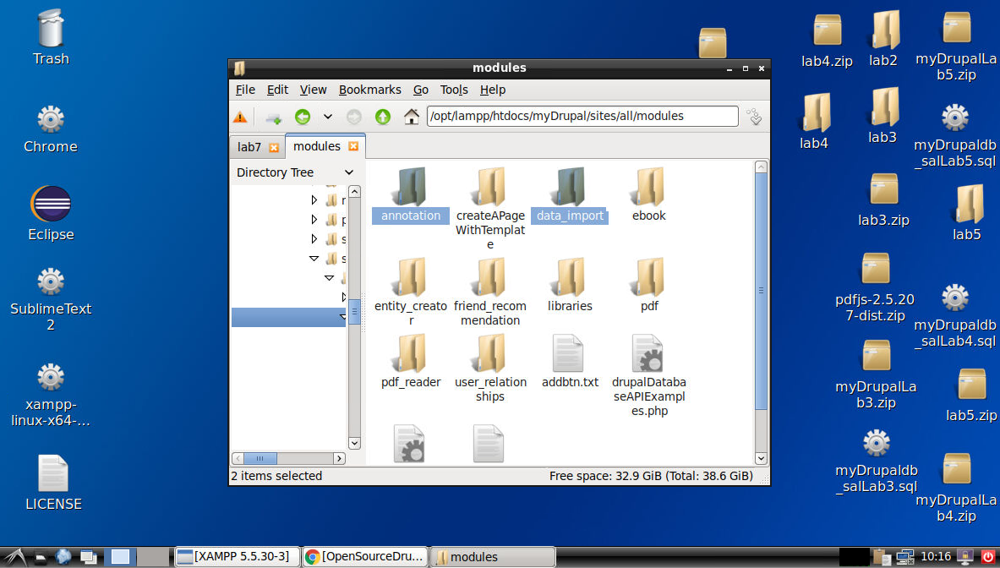 Trash
Chrome
Eclipse
SublimeText
2
xampp-
linux-x64-...
LICENSE
modules
File Edit View Bookmarks Go Tools Help
/opt/lampp/htdocs/myDrupal/sites/all/modules
lab7
modules
Directory Tree
annotation
createAPage
WithTemplat
e
data_import
ebook
entity_creato
r
friend_recom
mendation
libraries
pdf
pdf_reader
user_relation
ships
addbtn.txt
drupalDataba
seAPIExampl
es.php
2 items selected
Free space: 32.9 GiB (Total: 38.6 GiB)
lab4.zip
lab2
myDrupalLa
b5.zip
lab4
lab3
myDrupaldb
_salLab5.sql
lab3.zip
lab5
pdfjs-2.5.20
7-dist.zip
myDrupaldb
_salLab4.sql
myDrupalLa
b3.zip
lab5.zip
myDrupaldb
_salLab3.sql
myDrupalLa
b4.zip
[XAMPP 5.5.30-3]
[OpenSourceDru...
modules
10:16